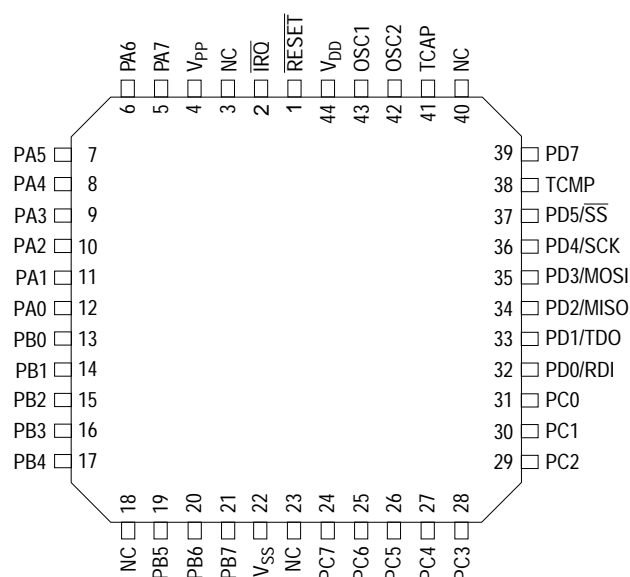 PA6 PA7 VPP NC IRQ RESET VDD OSC1 OSC2 TCAP NC
6 5 4 3 2 1 44 43 42 41 40
PA5 7 39 PD7
PA4 8 38 TCMP
PA3 9 37 PD5/SS
PA2 10 36 PD4/SCK
PA1 11 35 PD3/MOSI
PA0 12 34 PD2/MISO
PB0 13 33 PD1/TDO
PB1 14 32 PD0/RDI
PB2 15 31 PC0
PB3 16 30 PC1
PB4 17 29 PC2
18 19 20 21 22 23 24 25 26 27 28
NC PB5 PB6 PB7 VSS NC PC7 PC6 PC5 PC4 PC3